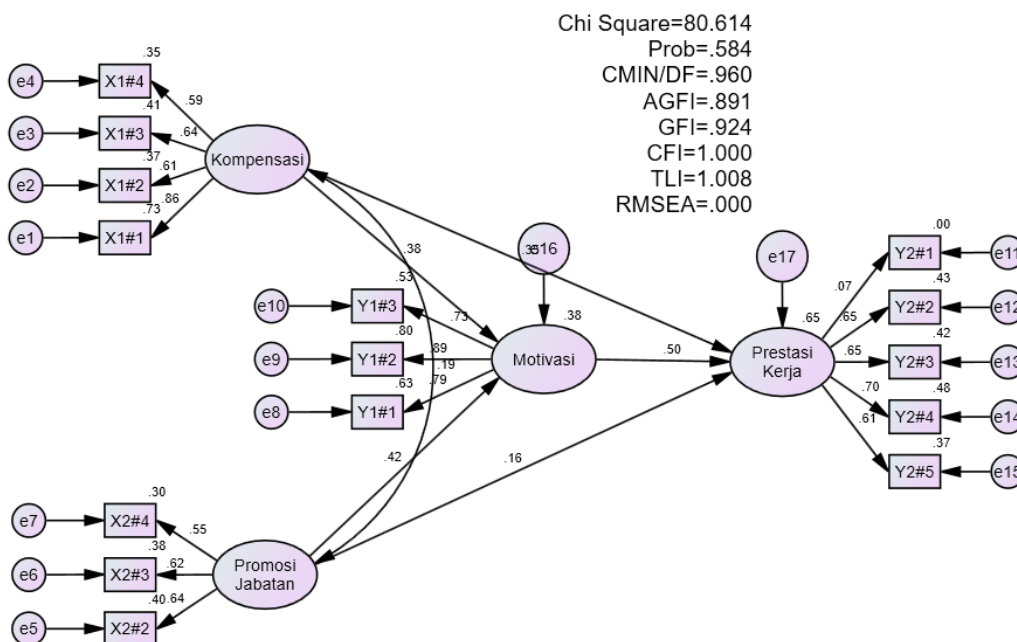 Chi Square=80.614
Prob=.584
CMIN/DF=.960
AGFI=.891
GFI=.924
CFI=1.000
TLI=1.008
RMSEA=.000
.35
e4
X1#4
.59
.41
e3
X1#3
.64
.37
e2
X1#2
.61
.73
.86
e1
X1#1
Kompensasi
.38
e16
e17
.53
e10
Y1#3
.73
.80
e9
Y1#2
.89
.19
.63
.79
e8
Y1#1
.38
Motivasi
.50
.65
Prestasi
Kerja
.00
Y2#1
e11
.07
.43
Y2#2
e12
.65
.42
Y2#3
e13
.65
.48
Y2#4
e14
.70
.37
Y2#5
e15
.61
.42
.16
.30
e7
X2#4
.55
.38
e6
X2#3
.62
.40
.64
e5
X2#2
Promosi
Jabatan